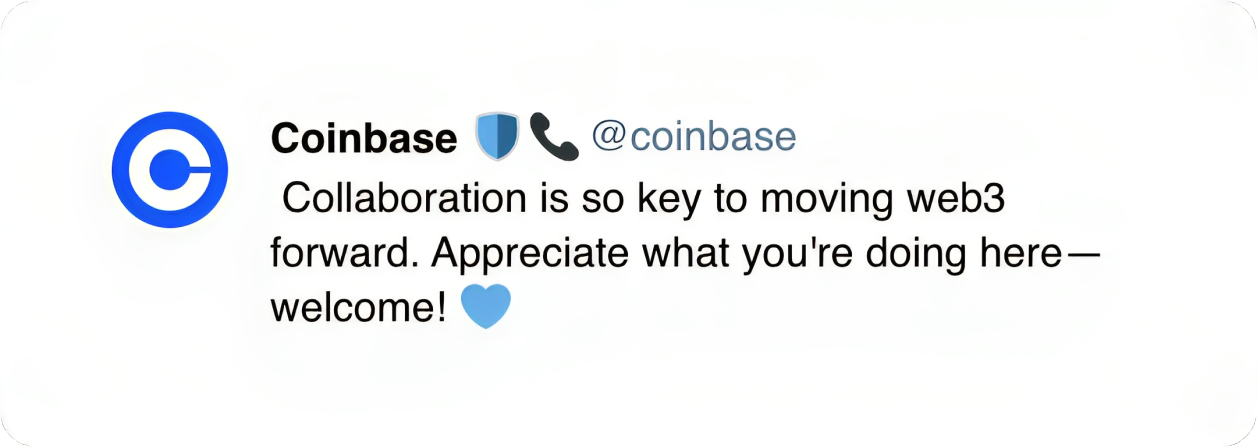 Coinbase 🛡️📞 @coinbase
Collaboration is so key to moving web3
forward. Appreciate what you're doing here—
welcome! 💙